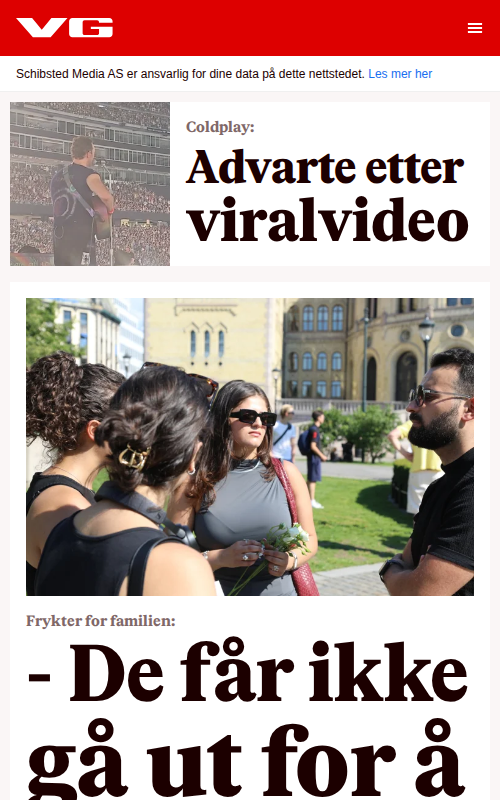 VG
Schibsted Media AS er ansvarlig for dine data på dette nettstedet. Les mer her
Coldplay:
Advarte etter
viralvideo
Frykter for familien:
- De får ikke
gå ut for å